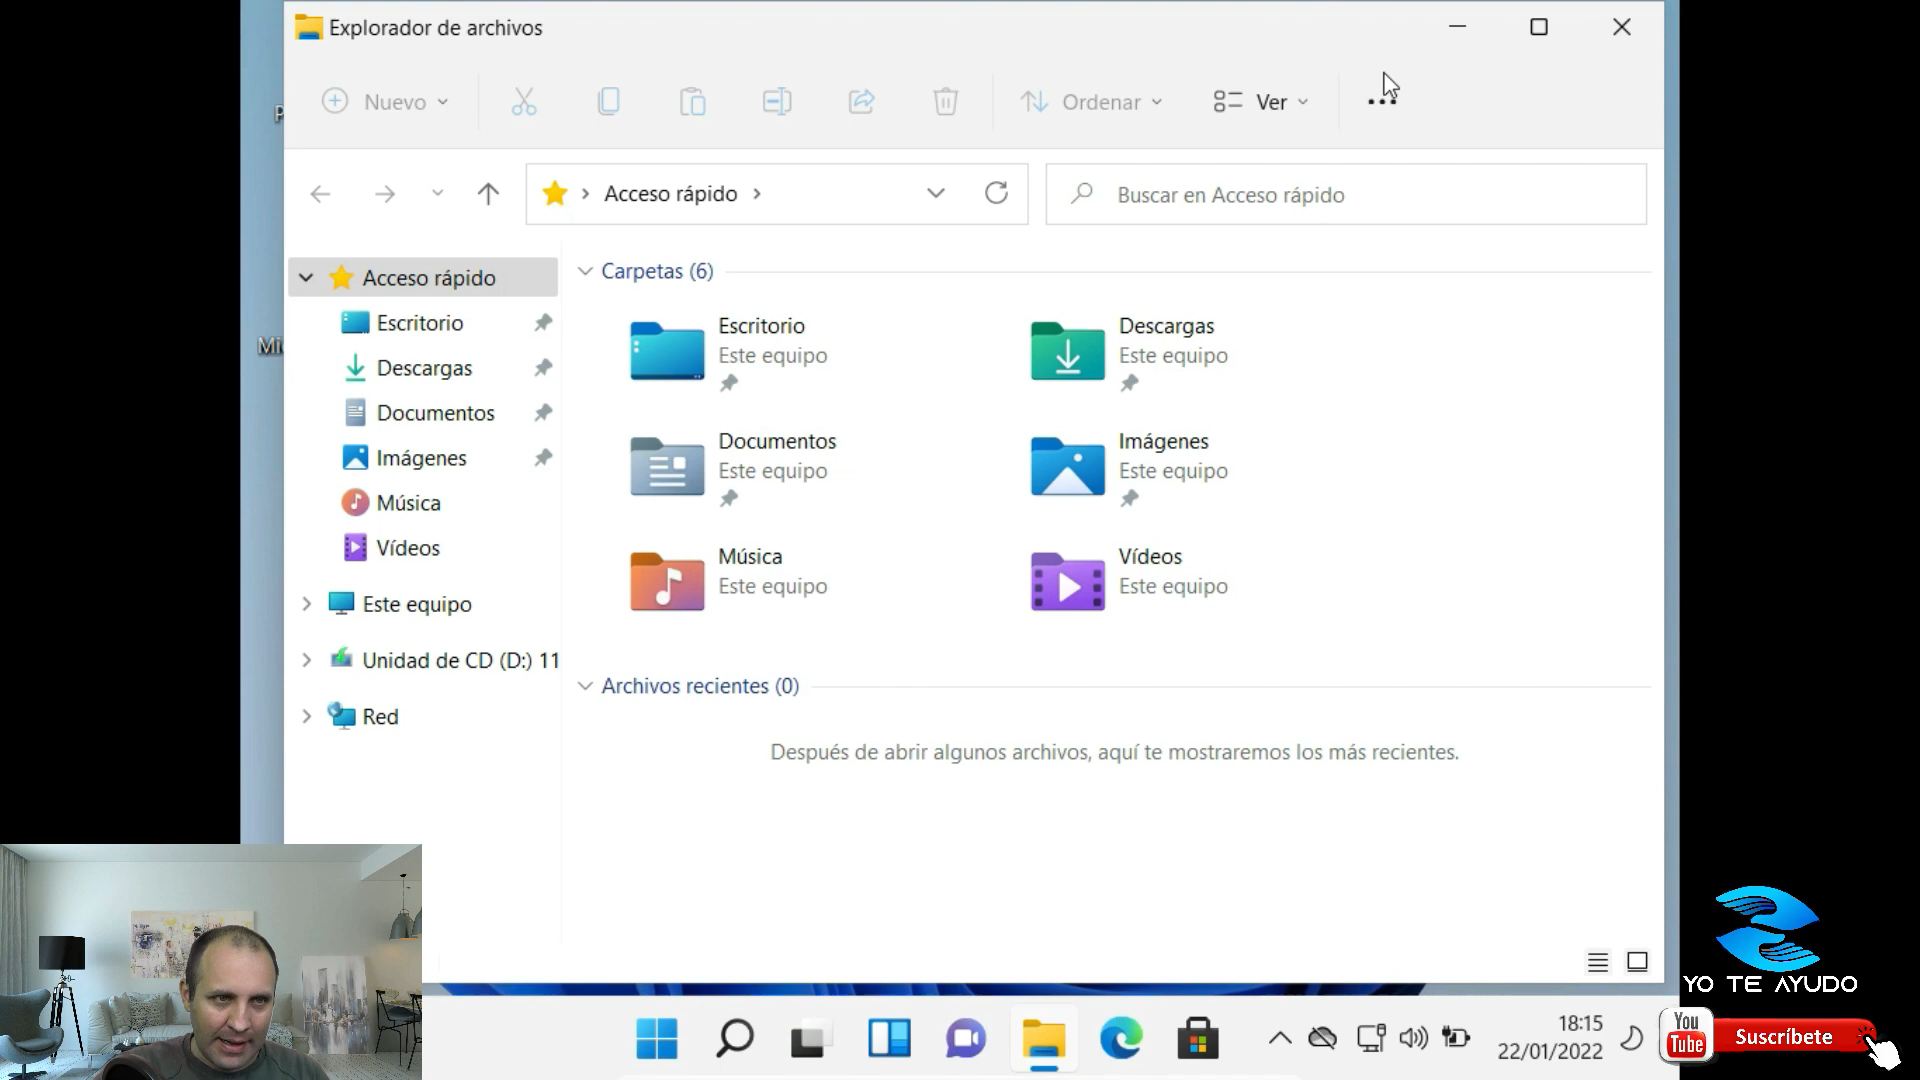 Explorador de archivos
Nuevo
Ordenar
Ver
Acceso rápido
Buscar en Acceso rápido
Acceso rápido
Escritorio
Descargas
Documentos
Imágenes
Música
Vídeos
Este equipo
Unidad de CD (D:) 11
Red
Carpetas (6)
Escritorio
Este equipo
Descargas
Este equipo
Documentos
Este equipo
Imágenes
Este equipo
Música
Este equipo
Vídeos
Este equipo
Archivos recientes (0)
Después de abrir algunos archivos, aquí te mostraremos los más recientes.
P
Mi
18:15
22/01/2022
YO TE AYUDO
You
Tube
Suscríbete